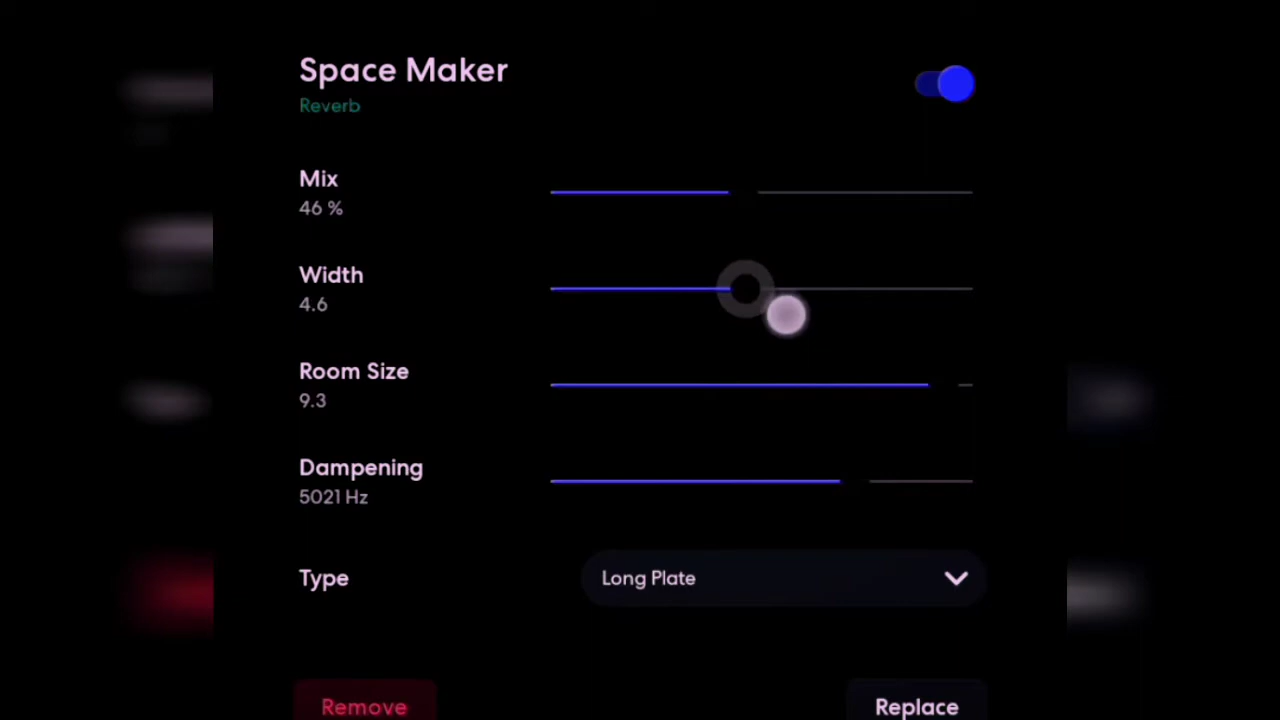 Space Maker
Reverb
Mix
46 %
Width
4.6
Room Size
9.3
Dampening
5021 Hz
Type
Long Plate
Remove
Replace